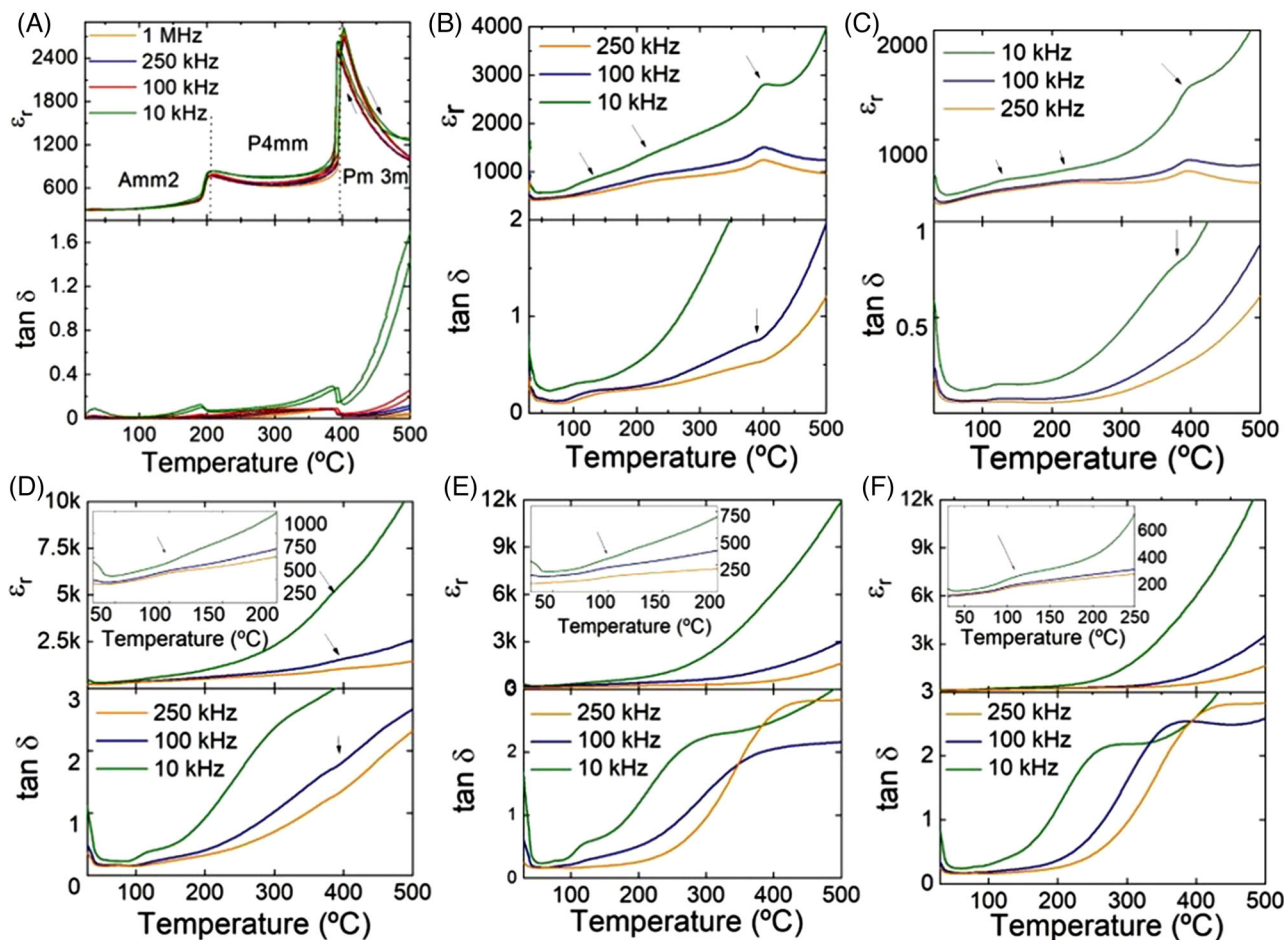 (A)
1 MHz
250 kHz
100 kHz
10 kHz
2400
1800
1200
600
εr
Amm2
P4mm
Pm 3m
1.6
1.2
0.8
0.4
0
tan δ
100 200 300 400 500
Temperature (ºC)
(B)
250 kHz
100 kHz
10 kHz
4000
3000
2000
1000
εr
2
1
0
tan δ
100 200 300 400 500
Temperature (ºC)
(C)
10 kHz
100 kHz
250 kHz
2000
1000
εr
1
0.5
tan δ
100 200 300 400 500
Temperature (ºC)
(D)
10k
7.5k
5k
2.5k
εr
1000
750
500
250
50 100 150 200
Temperature (ºC)
3
2
1
0
tan δ
250 kHz
100 kHz
10 kHz
0 100 200 300 400 500
Temperature (ºC)
(E)
12k
9k
6k
3k
0
εr
750
500
250
50 100 150 200
Temperature (ºC)
3
2
1
0
tan δ
250 kHz
100 kHz
10 kHz
100 200 300 400 500
Temperature (ºC)
(F)
12k
9k
6k
3k
εr
600
400
200
50 100 150 200 250
Temperature (ºC)
3
2
1
0
tan δ
250 kHz
100 kHz
10 kHz
100 200 300 400 500
Temperature (ºC)